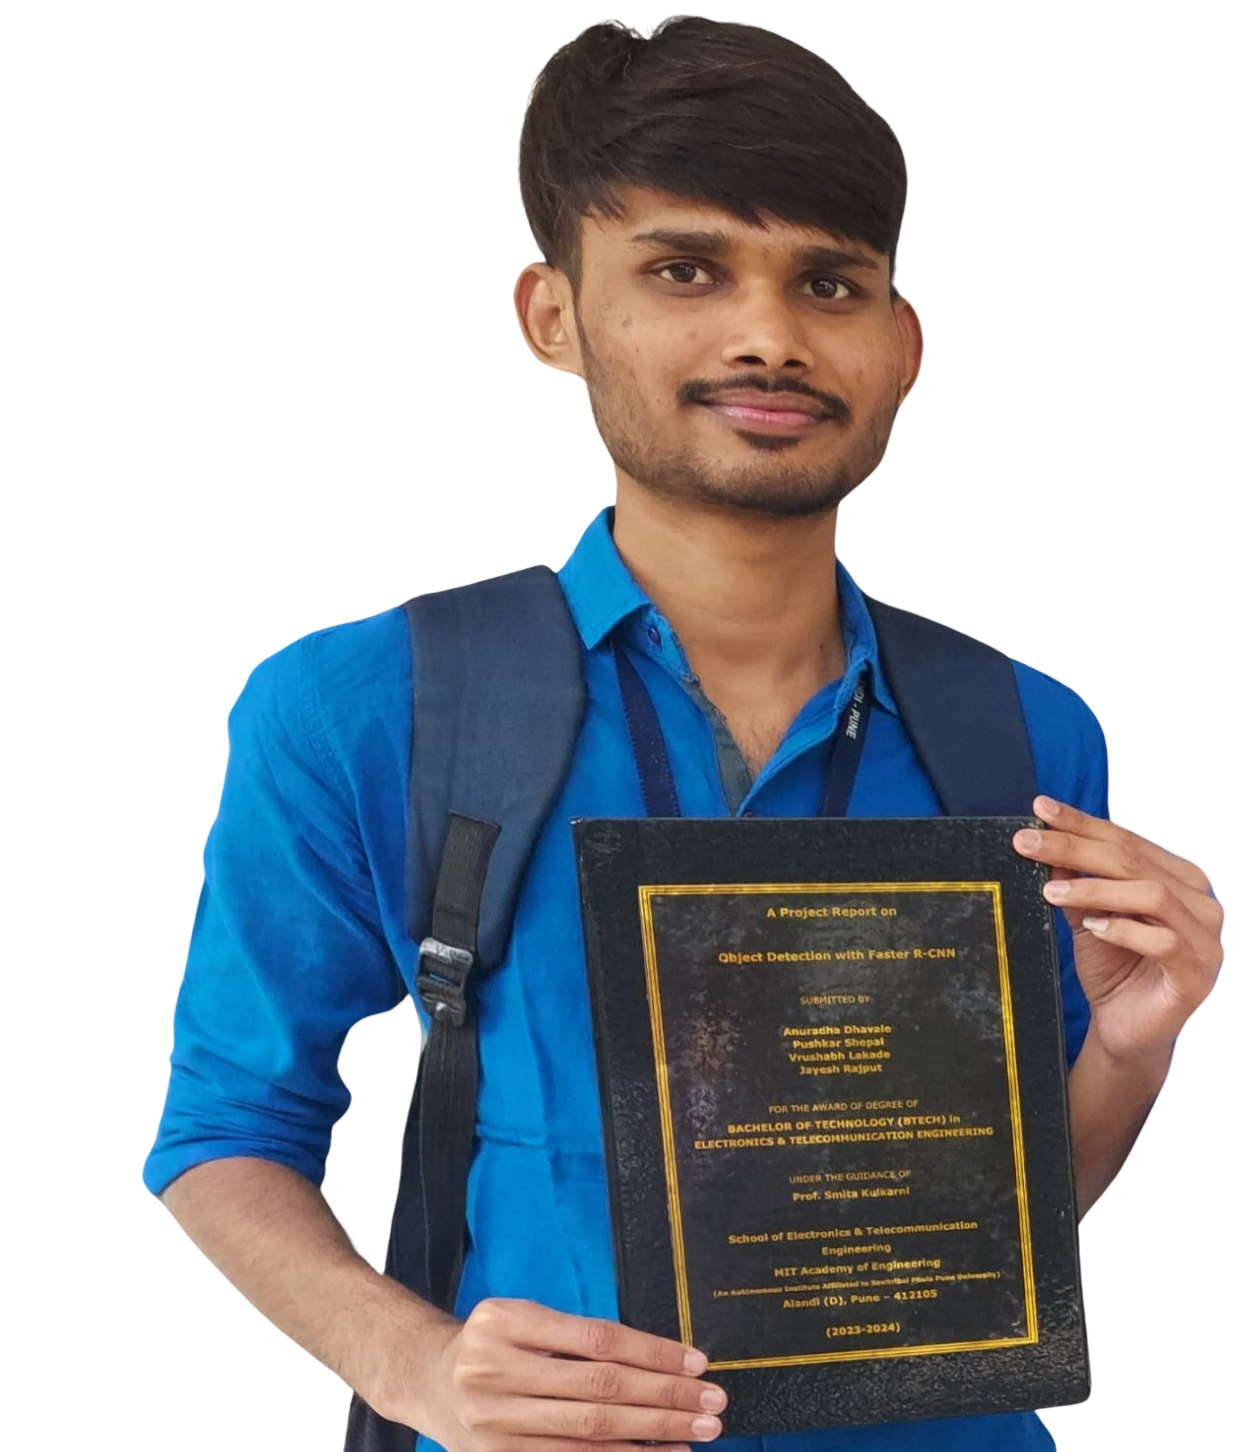 DI - PUNE
A Project Report on
Object Detection with Faster R-CNN
SUBMITTED BY
Anuradha Dhavale
Pushkar Shepal
Vrushabh Lakade
Jayesh Rajput
FOR THE AWARD OF DEGREE OF
BACHELOR OF TECHNOLOGY (BTECH) in
ELECTRONICS & TELECOMMUNICATION ENGINEERING
UNDER THE GUIDANCE OF
Prof. Smita Kulkarni
School of Electronics & Telecommunication
Engineering
MIT Academy of Engineering
(An Autonomous Institute Affiliated to Savitribai Phule Pune University)
Alandi (D), Pune – 412105
(2023-2024)